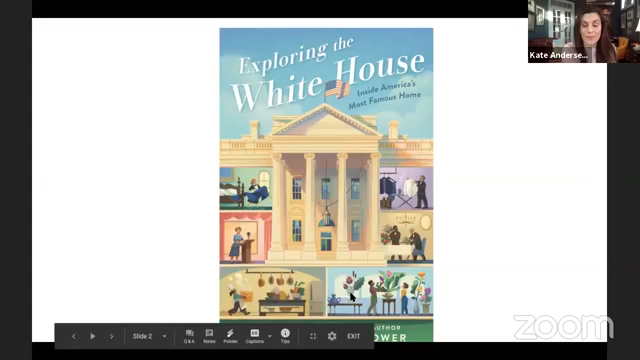 Exploring the
White House
Inside America's
Most Famous Home
AUTHOR
OWER
Kate Anderse...
Slide 2
Q & A
Notes
Pointer
Captions
Tips
EXIT
zoom